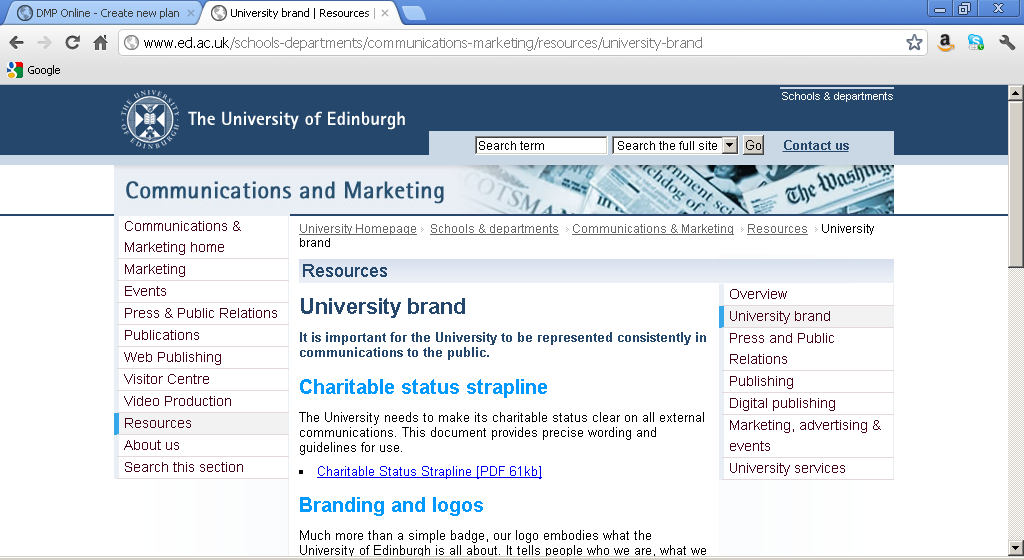 DMP Online - Create new plan
University brand | Resources |
www.ed.ac.uk/schools-departments/communications-marketing/resources/university-brand
Google
Schools & departments
THE UNIVERSITY OF EDINBURGH
The University of Edinburgh
Search term
Search the full site
Go
Contact us
Communications and Marketing
COTSMA
The Washing
Communications &
Marketing home
Marketing
Events
Press & Public Relations
Publications
Web Publishing
Visitor Centre
Video Production
Resources
About us
Search this section
University Homepage › Schools & departments › Communications & Marketing › Resources › University
brand
Resources
University brand
It is important for the University to be represented consistently in
communications to the public.
Charitable status strapline
The University needs to make its charitable status clear on all external
communications. This document provides precise wording and
guidelines for use.
Charitable Status Strapline [PDF 61kb]
Branding and logos
Much more than a simple badge, our logo embodies what the
University of Edinburgh is all about. It tells people who we are, what we
Overview
University brand
Press and Public
Relations
Publishing
Digital publishing
Marketing, advertising &
events
University services